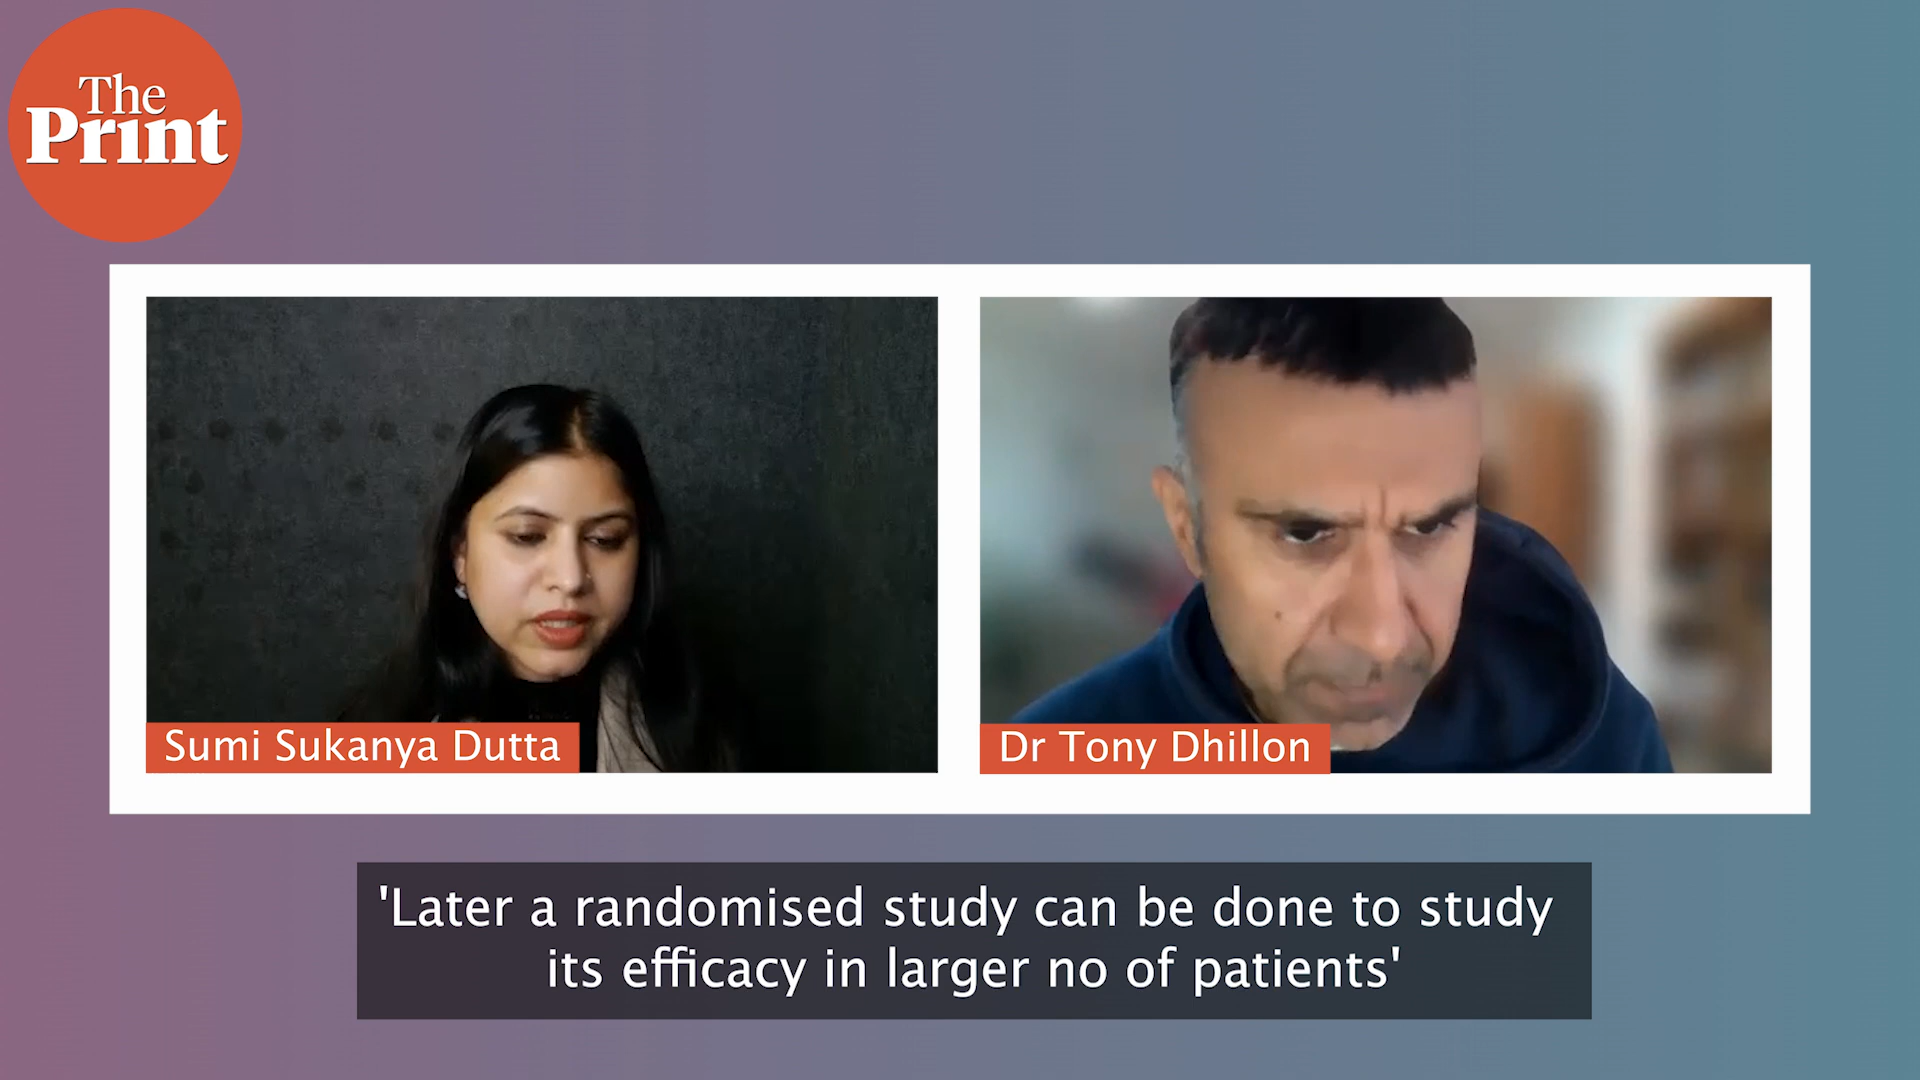 The
Print
Sumi Sukanya Dutta
Dr Tony Dhillon
'Later a randomised study can be done to study
its efficacy in larger no of patients'